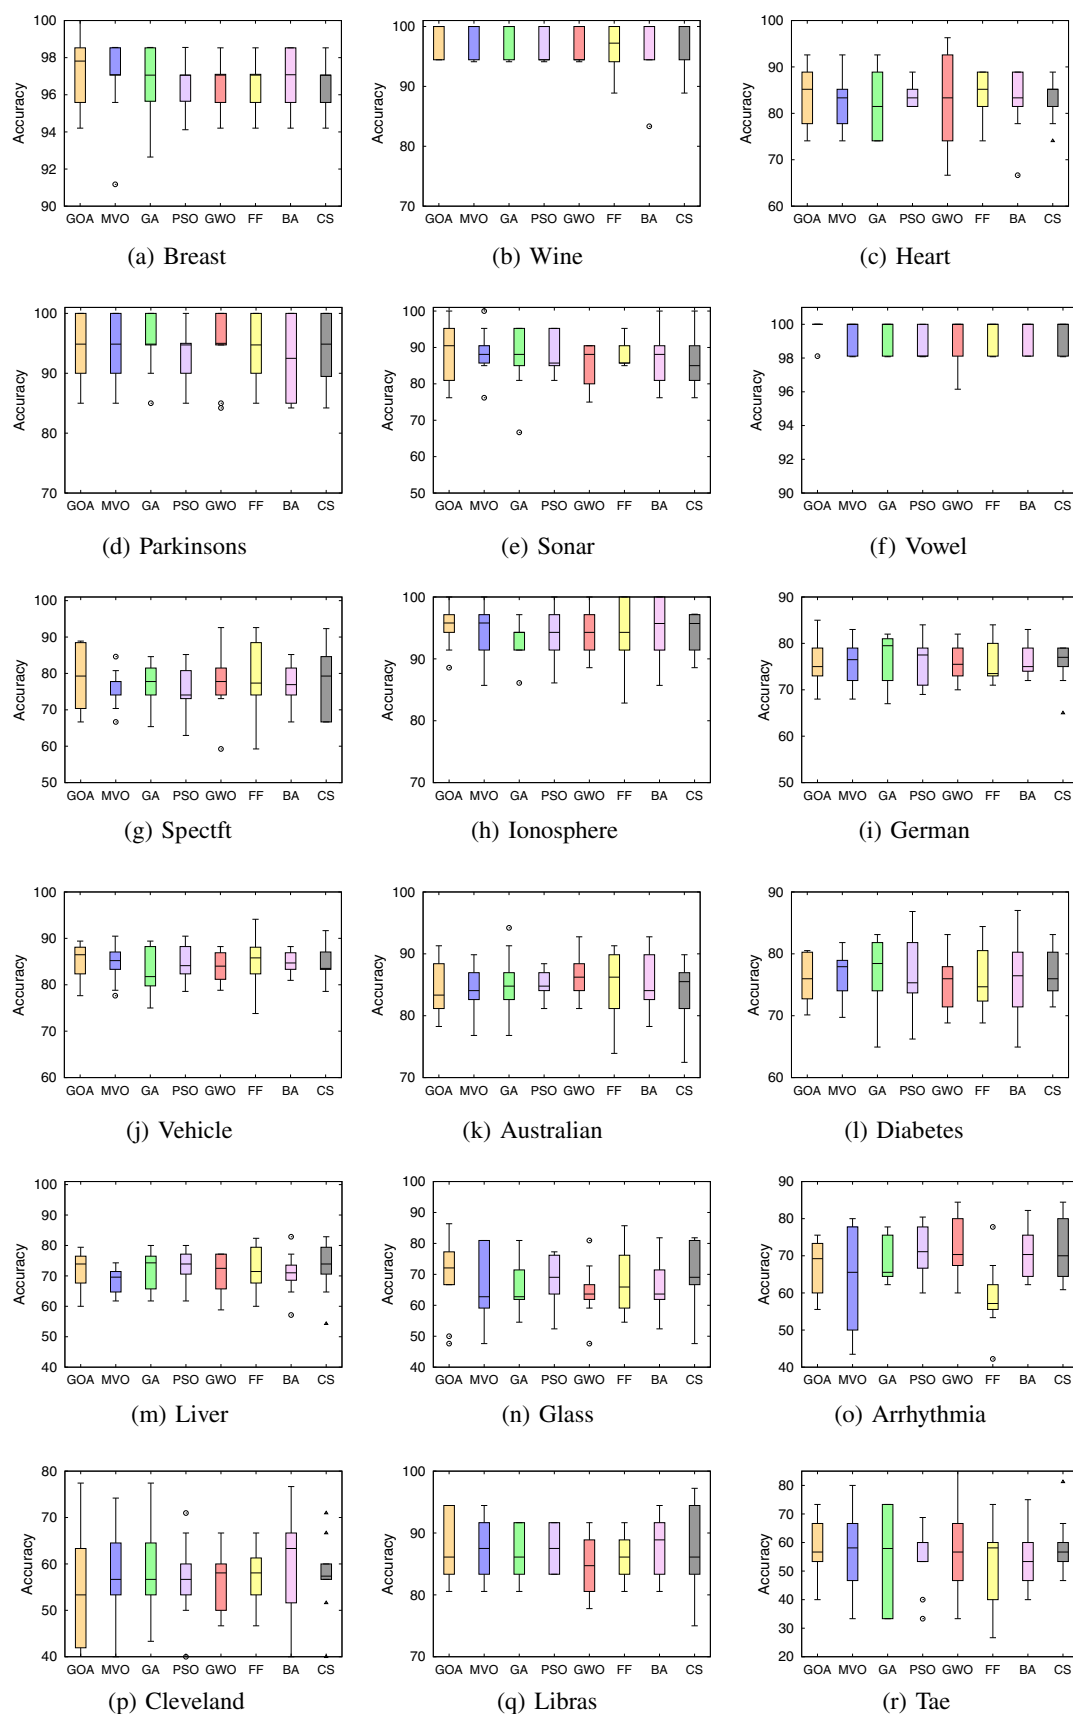 100
98
96
94
92
90
Accuracy
GOA MVO GA PSO GWO FF BA CS
(a) Breast
100
90
80
70
Accuracy
GOA MVO GA PSO GWO FF BA CS
(b) Wine
100
90
80
70
60
Accuracy
GOA MVO GA PSO GWO FF BA CS
(c) Heart
100
90
80
70
Accuracy
GOA MVO GA PSO GWO FF BA CS
(d) Parkinsons
100
90
80
70
60
50
Accuracy
GOA MVO GA PSO GWO FF BA CS
(e) Sonar
100
98
96
94
92
90
Accuracy
GOA MVO GA PSO GWO FF BA CS
(f) Vowel
100
90
80
70
60
50
Accuracy
GOA MVO GA PSO GWO FF BA CS
(g) Spectft
100
90
80
70
Accuracy
GOA MVO GA PSO GWO FF BA CS
(h) Ionosphere
90
80
70
60
50
Accuracy
GOA MVO GA PSO GWO FF BA CS
(i) German
100
90
80
70
60
Accuracy
GOA MVO GA PSO GWO FF BA CS
(j) Vehicle
100
90
80
70
Accuracy
GOA MVO GA PSO GWO FF BA CS
(k) Australian
90
80
70
60
Accuracy
GOA MVO GA PSO GWO FF BA CS
(l) Diabetes
100
90
80
70
60
50
40
Accuracy
GOA MVO GA PSO GWO FF BA CS
(m) Liver
100
90
80
70
60
50
40
Accuracy
GOA MVO GA PSO GWO FF BA CS
(n) Glass
90
80
70
60
50
40
Accuracy
GOA MVO GA PSO GWO FF BA CS
(o) Arrhythmia
80
70
60
50
40
Accuracy
GOA MVO GA PSO GWO FF BA CS
(p) Cleveland
100
90
80
70
Accuracy
GOA MVO GA PSO GWO FF BA CS
(q) Libras
80
70
60
50
40
30
20
Accuracy
GOA MVO GA PSO GWO FF BA CS
(r) Tae